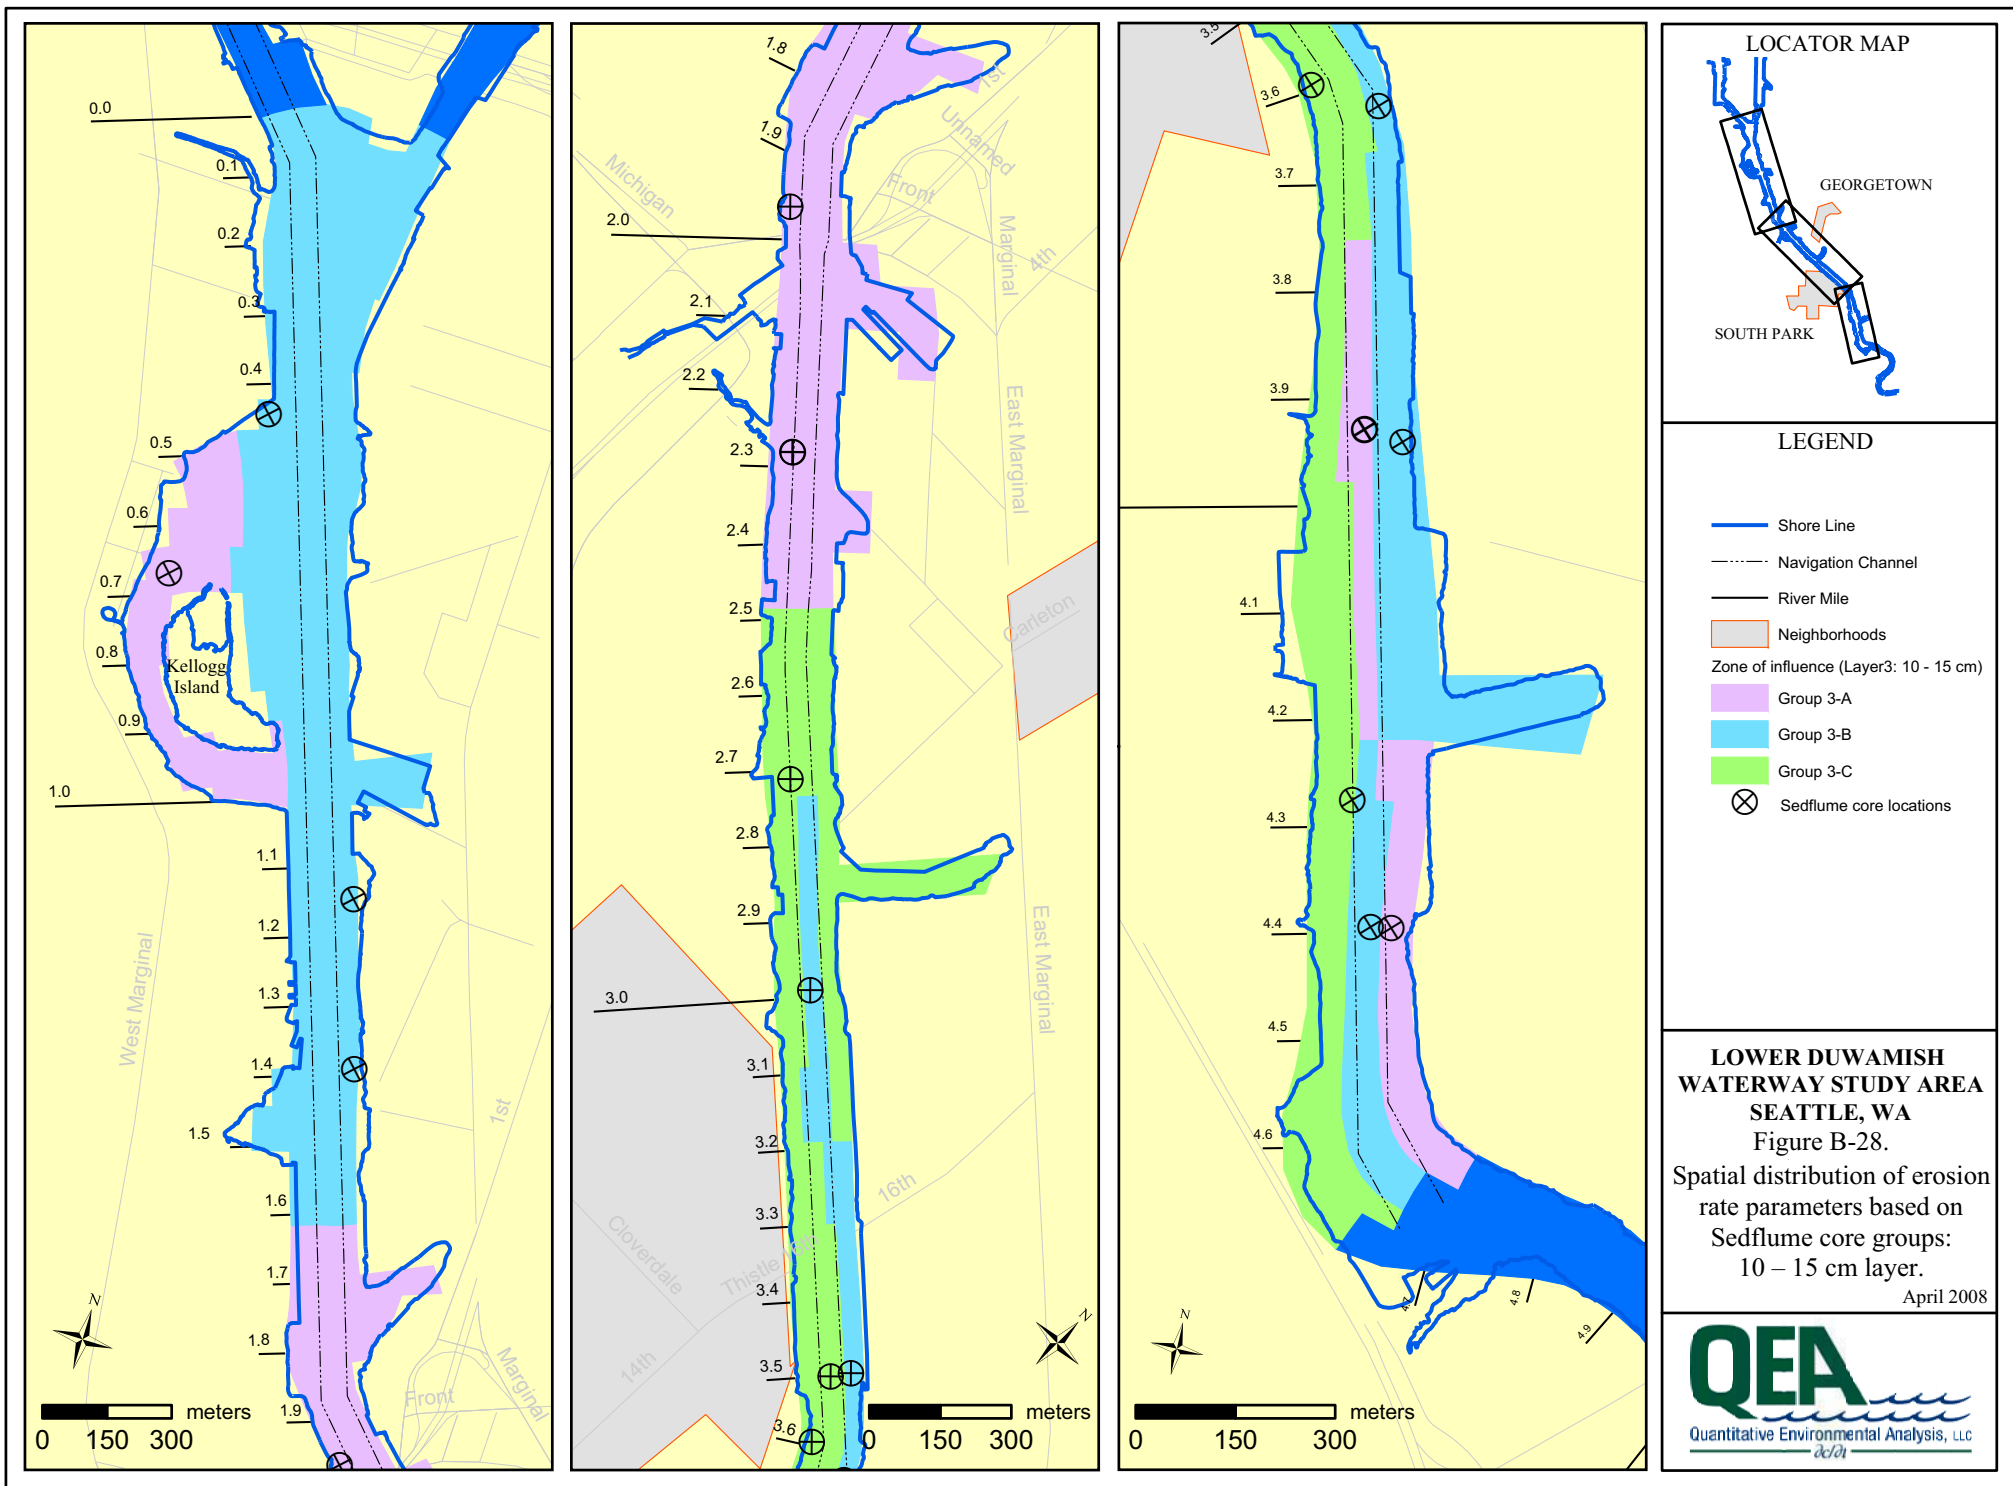 0.0
0.1
0.2
0.3
0.4
0.5
0.6
0.7
0.8
0.9
1.0
1.1
1.2
1.3
1.4
1.5
1.6
1.7
1.8
1.9
Kellogg
Island
West Marginal
1st
Front
Marginal
N
meters
0 150 300
1.8
1.9
2.0
2.1
2.2
2.3
2.4
2.5
2.6
2.7
2.8
2.9
3.0
3.1
3.2
3.3
3.4
3.5
3.6
Michigan
1st
Unnamed
Front
Marginal
4th
East Marginal
Carleton
East Marginal
16th
Cloverdale
Thistle 16th
14th
N
meters
0 150 300
3.5
3.6
3.7
3.8
3.9
4.1
4.2
4.3
4.4
4.5
4.6
4.7
4.8
4.9
N
meters
0 150 300
LOCATOR MAP
GEORGETOWN
SOUTH PARK
LEGEND
Shore Line
Navigation Channel
River Mile
Neighborhoods
Zone of influence (Layer3: 10 - 15 cm)
Group 3-A
Group 3-B
Group 3-C
Sedflume core locations
LOWER DUWAMISH
WATERWAY STUDY AREA
SEATTLE, WA
Figure B-28.
Spatial distribution of erosion
rate parameters based on
Sedflume core groups:
10 – 15 cm layer.
April 2008
QEA
Quantitative Environmental Analysis, LLC
∂c/∂t